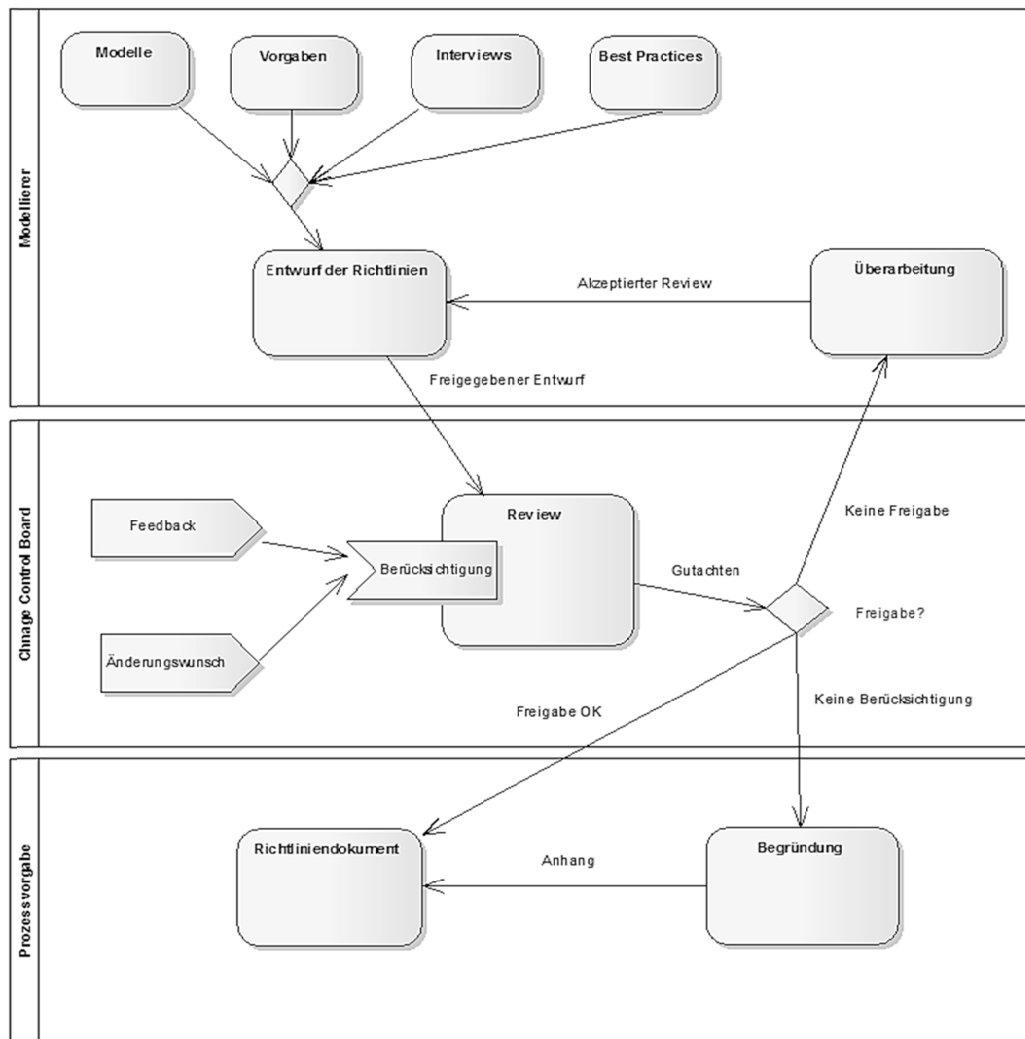 Modellierer
Modelle
Vorgaben
Interviews
Best Practices
Entwurf der Richtlinien
Akzeptierter Review
Überarbeitung
Freigegebener Entwurf
Chnage Control Board
Feedback
Änderungswunsch
Berücksichtigung
Review
Gutachten
Keine Freigabe
Freigabe?
Freigabe OK
Keine Berücksichtigung
Prozessvorgabe
Richtliniendokument
Anhang
Begründung